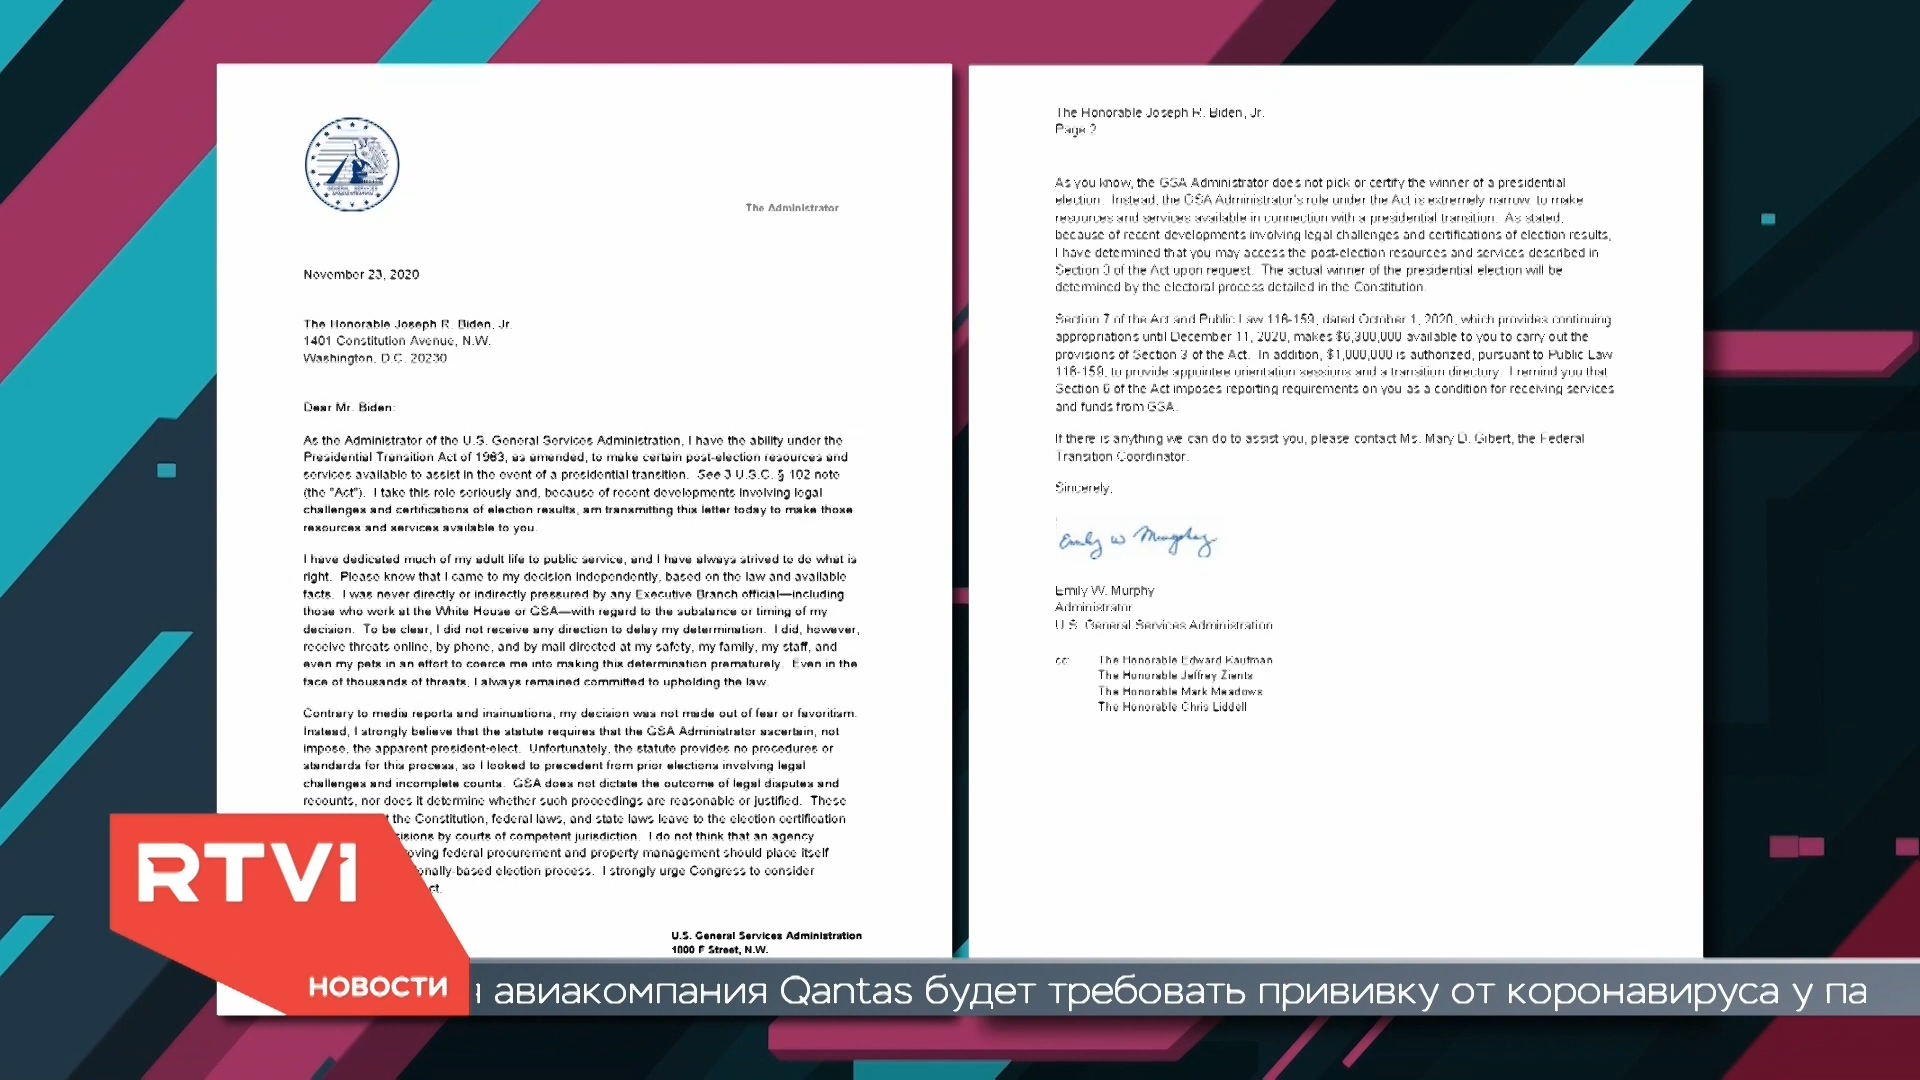 The Administrator
November 23, 2020
The Honorable Joseph R. Biden, Jr.
1401 Constitution Avenue, N.W.
Washington, D.C. 20230
Dear Mr. Biden:
As the Administrator of the U.S. General Services Administration, I have the ability under the
Presidential Transition Act of 1963, as amended, to make certain post-election resources and
services available to assist in the event of a presidential transition. See 3 U.S.C. § 102 note
(the "Act"). I take this role seriously and, because of recent developments involving legal
challenges and certifications of election results, am transmitting this letter today to make those
resources and services available to you.
I have dedicated much of my adult life to public service, and I have always strived to do what is
right. Please know that I came to my decision independently, based on the law and available
facts. I was never directly or indirectly pressured by any Executive Branch official—including
those who work at the White House or GSA—with regard to the substance or timing of my
decision. To be clear, I did not receive any direction to delay my determination. I did, however,
receive threats online, by phone, and by mail directed at my safety, my family, my staff, and
even my pets in an effort to coerce me into making this determination prematurely. Even in the
face of thousands of threats, I always remained committed to upholding the law.
Contrary to media reports and insinuations, my decision was not made out of fear or favoritism.
Instead, I strongly believe that the statute requires that the GSA Administrator ascertain, not
impose, the apparent president-elect. Unfortunately, the statute provides no procedures or
standards for this process, so I looked to precedent from prior elections involving legal
challenges and incomplete counts. GSA does not dictate the outcome of legal disputes and
recounts, nor does it determine whether such proceedings are reasonable or justified. These
the Constitution, federal laws, and state laws leave to the election certification
isions by courts of competent jurisdiction. I do not think that an agency
oving federal procurement and property management should place itself
onally-based election process. I strongly urge Congress to consider
ct.
U.S. General Services Administration
1800 F Street, N.W.
The Honorable Joseph R. Biden, Jr.
Page 2
As you know, the GSA Administrator does not pick or certify the winner of a presidential
election. Instead, the GSA Administrator's role under the Act is extremely narrow: to make
resources and services available in connection with a presidential transition. As stated,
because of recent developments involving legal challenges and certifications of election results,
I have determined that you may access the post-election resources and services described in
Section 3 of the Act upon request. The actual winner of the presidential election will be
determined by the electoral process detailed in the Constitution.
Section 7 of the Act and Public Law 116-159, dated October 1, 2020, which provides continuing
appropriations until December 11, 2020, makes $6,300,000 available to you to carry out the
provisions of Section 3 of the Act. In addition, $1,000,000 is authorized, pursuant to Public Law
116-159, to provide appointee orientation sessions and a transition directory. I remind you that
Section 6 of the Act imposes reporting requirements on you as a condition for receiving services
and funds from GSA.
If there is anything we can do to assist you, please contact Ms. Mary D. Gibert, the Federal
Transition Coordinator.
Sincerely,
Emily W Murphy
Emily W. Murphy
Administrator
U.S. General Services Administration
cc: The Honorable Edward Kaufman
The Honorable Jeffrey Zients
The Honorable Mark Meadows
The Honorable Chris Liddell
RTVI
НОВОСТИ
я авиакомпания Qantas будет требовать прививку от коронавируса у па